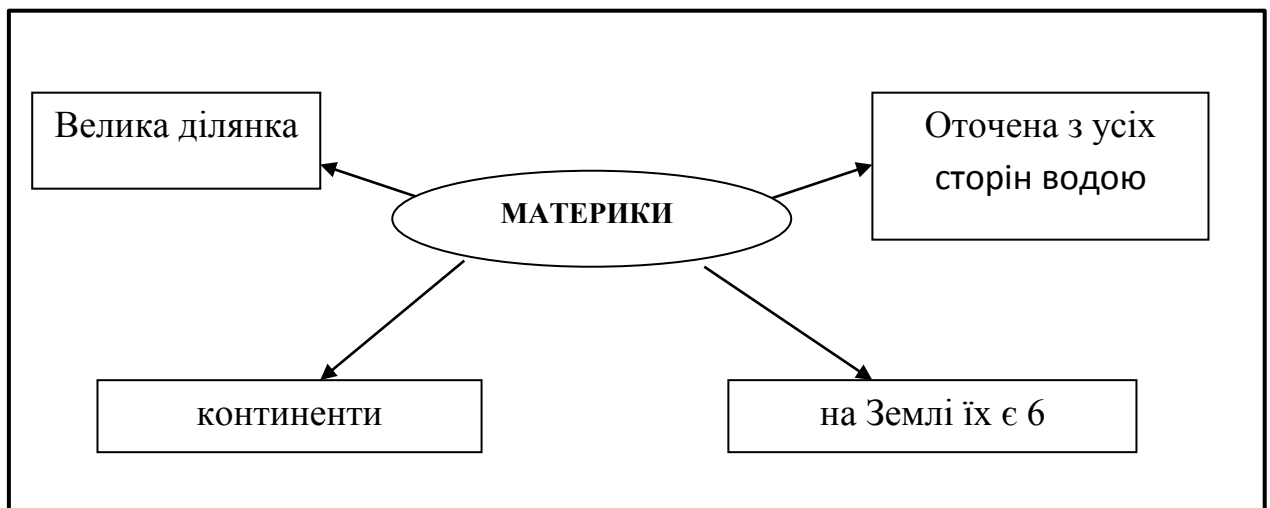 Велика ділянка
Оточена з усіх
сторін водою
МАТЕРИКИ
континенти
на Землі їх є 6